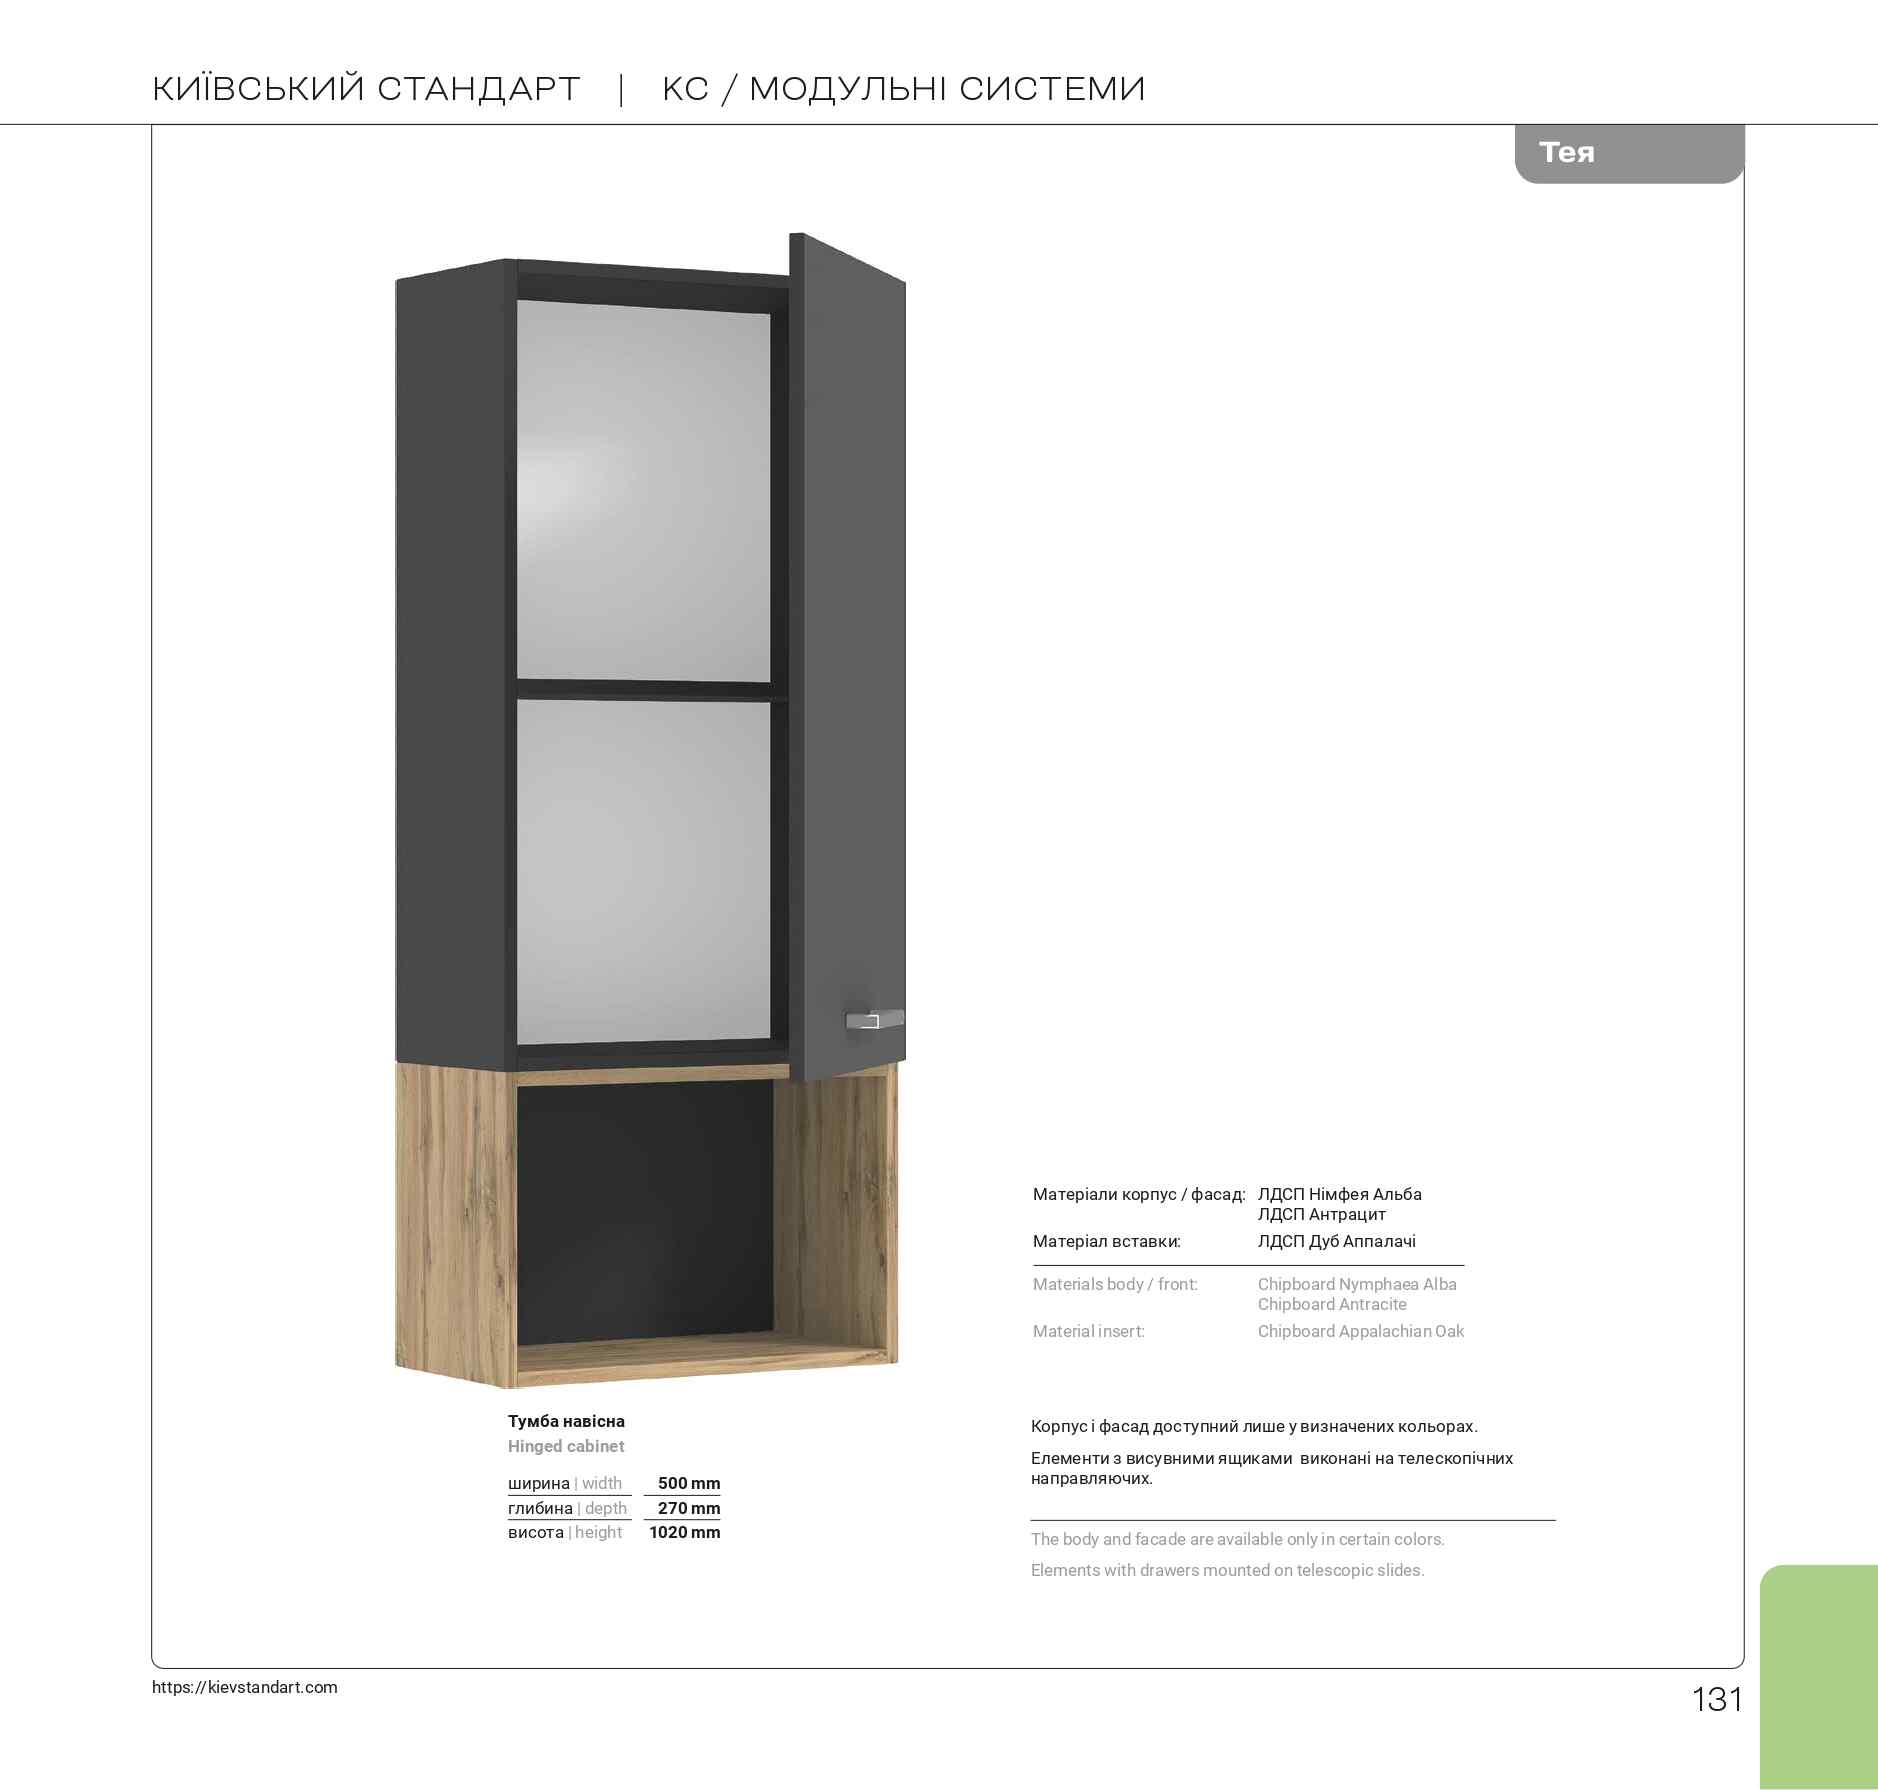 КИЇВСЬКИЙ СТАНДАРТ | КС / МОДУЛЬНІ СИСТЕМИ
Тея
Матеріали корпус / фасад: ЛДСП Німфея Альба
ЛДСП Антрацит
Матеріал вставки: ЛДСП Дуб Аппалачі
Materials body / front: Chipboard Nymphaea Alba
Chipboard Antracite
Material insert: Chipboard Appalachian Oak
Тумба навісна
Hinged cabinet
ширина | width 500 mm
глибина | depth 270 mm
висота | height 1020 mm
Корпус і фасад доступний лише у визначених кольорах.
Елементи з висувними ящиками виконані на телескопічних
направляючих.
The body and facade are available only in certain colors.
Elements with drawers mounted on telescopic slides.
https://kievstandart.com
131